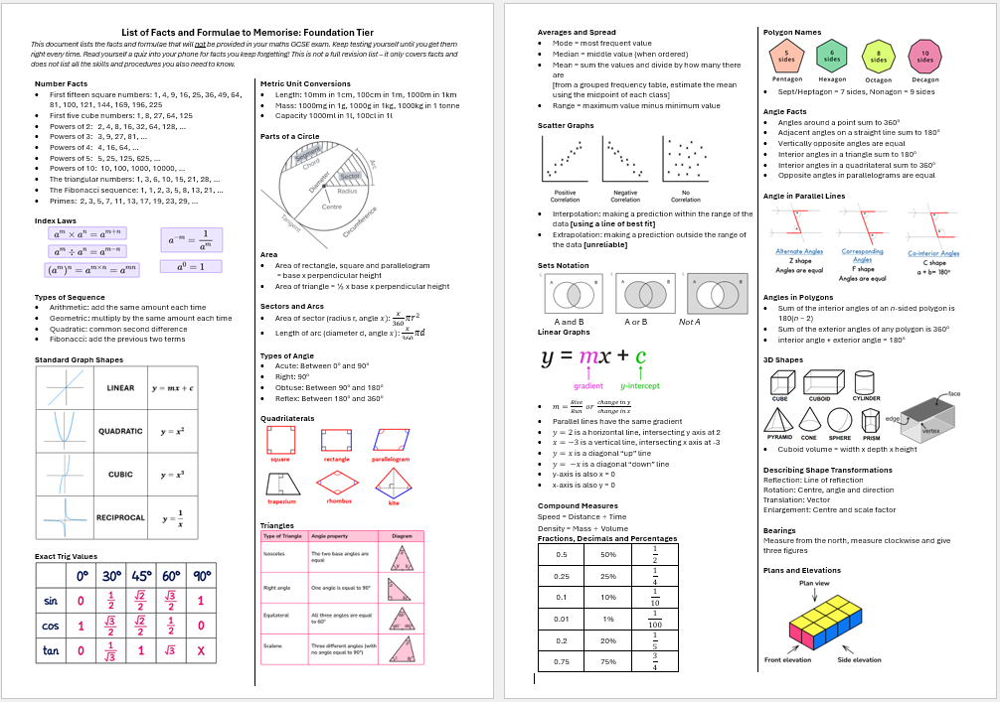 List of Facts and Formulae to Memorise: Foundation Tier
This document lists the facts and formulae that will not be provided in your maths GCSE exam. Keep testing yourself until you get them
right every time. Read yourself a quiz into your phone for facts you keep forgetting! This is not a full revision list – it only covers facts and
does not list all the skills and procedures you also need to know.
Number Facts
• First fifteen square numbers: 1, 4, 9, 16, 25, 36, 49, 64,
81, 100, 121, 144, 169, 196, 225
• First five cube numbers: 1, 8, 27, 64, 125
• Powers of 2: 2, 4, 8, 16, 32, 64, 128, …
• Powers of 3: 3, 9, 27, 81, …
• Powers of 4: 4, 16, 64, …
• Powers of 5: 5, 25, 125, 625, …
• Powers of 10: 10, 100, 1000, 10000, …
• The triangular numbers: 1, 3, 6, 10, 15, 21, 28, …
• The Fibonacci sequence: 1, 1, 2, 3, 5, 8, 13, 21, …
• Primes: 2, 3, 5, 7, 11, 13, 17, 19, 23, 29, …
Index Laws
aᵐ × aⁿ = aᵐ⁺ⁿ
aᵐ ÷ aⁿ = aᵐ⁻ⁿ
(aᵐ)ⁿ = aᵐˣⁿ = aᵐⁿ
a⁻ᵐ = 1/aᵐ
a⁰ = 1
Types of Sequence
• Arithmetic: add the same amount each time
• Geometric: multiply by the same amount each time
• Quadratic: common second difference
• Fibonacci: add the previous two terms
Standard Graph Shapes
LINEAR y = mx + c
QUADRATIC y = x²
CUBIC y = x³
RECIPROCAL y = 1/x
Exact Trig Values
0° 30° 45° 60° 90°
sin 0 1/2 √2/2 √3/2 1
cos 1 √3/2 √2/2 1/2 0
tan 0 1/√3 1 √3 X
Metric Unit Conversions
• Length: 10mm in 1cm, 100cm in 1m, 1000m in 1km
• Mass: 1000mg in 1g, 1000g in 1kg, 1000kg in 1 tonne
• Capacity 1000ml in 1l, 100cl in 1l
Parts of a Circle
Segment
Chord
Arc
Diameter
Sector
Radius
Centre
Tangent
Circumference
Area
• Area of rectangle, square and parallelogram
= base x perpendicular height
• Area of triangle = ½ x base x perpendicular height
Sectors and Arcs
• Area of sector (radius r, angle x): x/360 πr²
• Length of arc (diameter d, angle x): x/360 πd
Types of Angle
• Acute: Between 0° and 90°
• Right: 90°
• Obtuse: Between 90° and 180°
• Reflex: Between 180° and 360°
Quadrilaterals
square rectangle parallelogram
trapezium rhombus kite
Triangles
Type of Triangle Angle property Diagram
Isosceles The two base angles are
equal
Right angle One angle is equal to 90°
Equilateral All three angles are equal
to 60°
Scalene Three different angles (with
no angle equal to 90°)
Averages and Spread
• Mode = most frequent value
• Median = middle value (when ordered)
• Mean = sum the values and divide by how many there
are
[from a grouped frequency table, estimate the mean
using the midpoint of each class]
• Range = maximum value minus minimum value
Scatter Graphs
Positive
Correlation
Negative
Correlation
No
Correlation
• Interpolation: making a prediction within the range of the
data [using a line of best fit]
• Extrapolation: making a prediction outside the range of
the data [unreliable]
Sets Notation
A B A B A B
A and B A or B Not A
Linear Graphs
y = mx + c
gradient y-intercept
• m = Rise/Run or change in y/change in x
• Parallel lines have the same gradient
• y = 2 is a horizontal line, intersecting y axis at 2
• x = −3 is a vertical line, intersecting x axis at -3
• y = x is a diagonal “up” line
• y = −x is a diagonal “down” line
• y-axis is also x = 0
• x-axis is also y = 0
Compound Measures
Speed = Distance ÷ Time
Density = Mass ÷ Volume
Fractions, Decimals and Percentages
0.5 50% 1/2
0.25 25% 1/4
0.1 10% 1/10
0.01 1% 1/100
0.2 20% 1/5
0.75 75% 3/4
Polygon Names
5
sides
6
sides
8
sides
10
sides
Pentagon Hexagon Octagon Decagon
• Sept/Heptagon = 7 sides, Nonagon = 9 sides
Angle Facts
• Angles around a point sum to 360°
• Adjacent angles on a straight line sum to 180°
• Vertically opposite angles are equal
• Interior angles in a triangle sum to 180°
• Interior angles in a quadrilateral sum to 360°
• Opposite angles in parallelograms are equal
Angle in Parallel Lines
Alternate Angles
Z shape
Angles are equal
Corresponding
Angles
F shape
Angles are equal
Co-interior Angles
C shape
a + b= 180°
Angles in Polygons
• Sum of the interior angles of an n-sided polygon is
180(n − 2)
• Sum of the exterior angles of any polygon is 360°
• interior angle + exterior angle = 180°
3D Shapes
CUBE CUBOID CYLINDER
PYRAMID CONE SPHERE PRISM
face
edge
vertex
• Cuboid volume = width x depth x height
Describing Shape Transformations
Reflection: Line of reflection
Rotation: Centre, angle and direction
Translation: Vector
Enlargement: Centre and scale factor
Bearings
Measure from the north, measure clockwise and give
three figures
Plans and Elevations
Plan view
Front elevation Side elevation